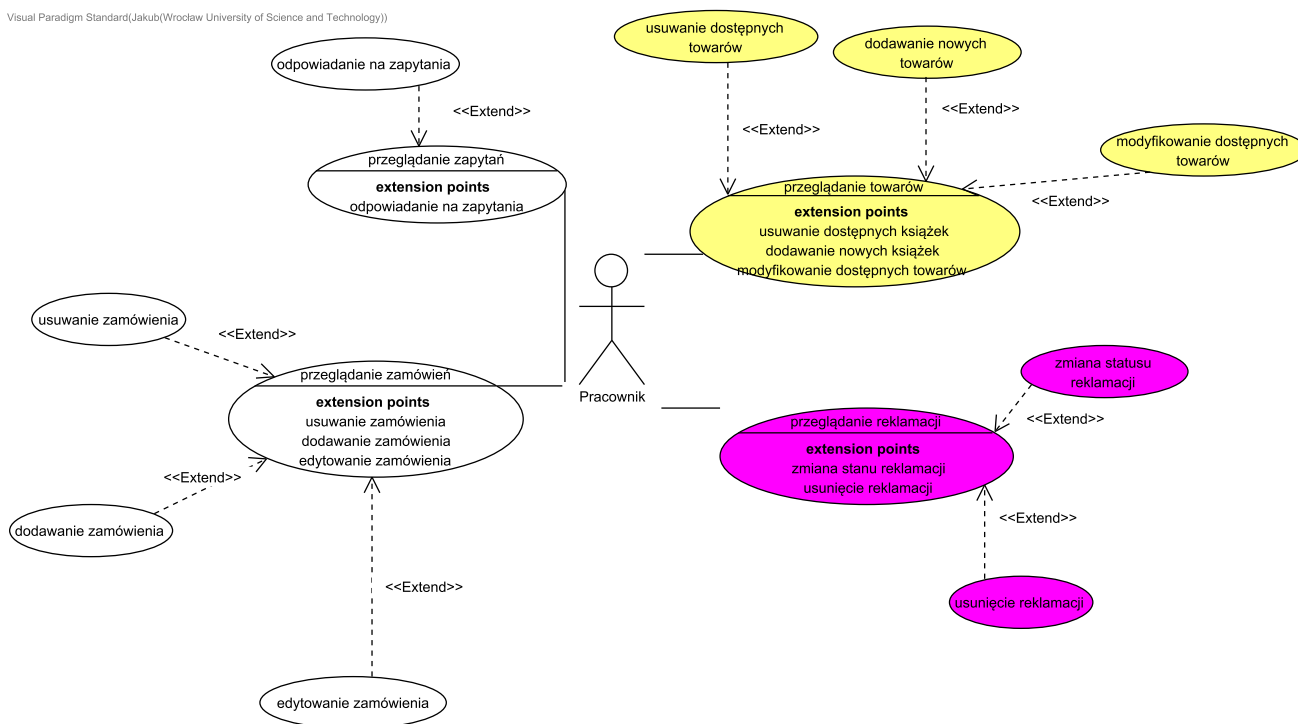 Visual Paradigm Standard(Jakub(Wrocław University of Science and Technology))
odpowiadanie na zapytania
<<Extend>>
przeglądanie zapytań
extension points
odpowiadanie na zapytania
usuwanie dostępnych
towarów
dodawanie nowych
towarów
<<Extend>>
<<Extend>>
modyfikowanie dostępnych
towarów
<<Extend>>
przeglądanie towarów
extension points
usuwanie dostępnych książek
dodawanie nowych książek
modyfikowanie dostępnych towarów
Pracownik
usuwanie zamówienia
<<Extend>>
przeglądanie zamówień
extension points
usuwanie zamówienia
dodawanie zamówienia
edytowanie zamówienia
<<Extend>>
dodawanie zamówienia
<<Extend>>
edytowanie zamówienia
zmiana statusu
reklamacji
<<Extend>>
przeglądanie reklamacji
extension points
zmiana stanu reklamacji
usunięcie reklamacji
<<Extend>>
usunięcie reklamacji